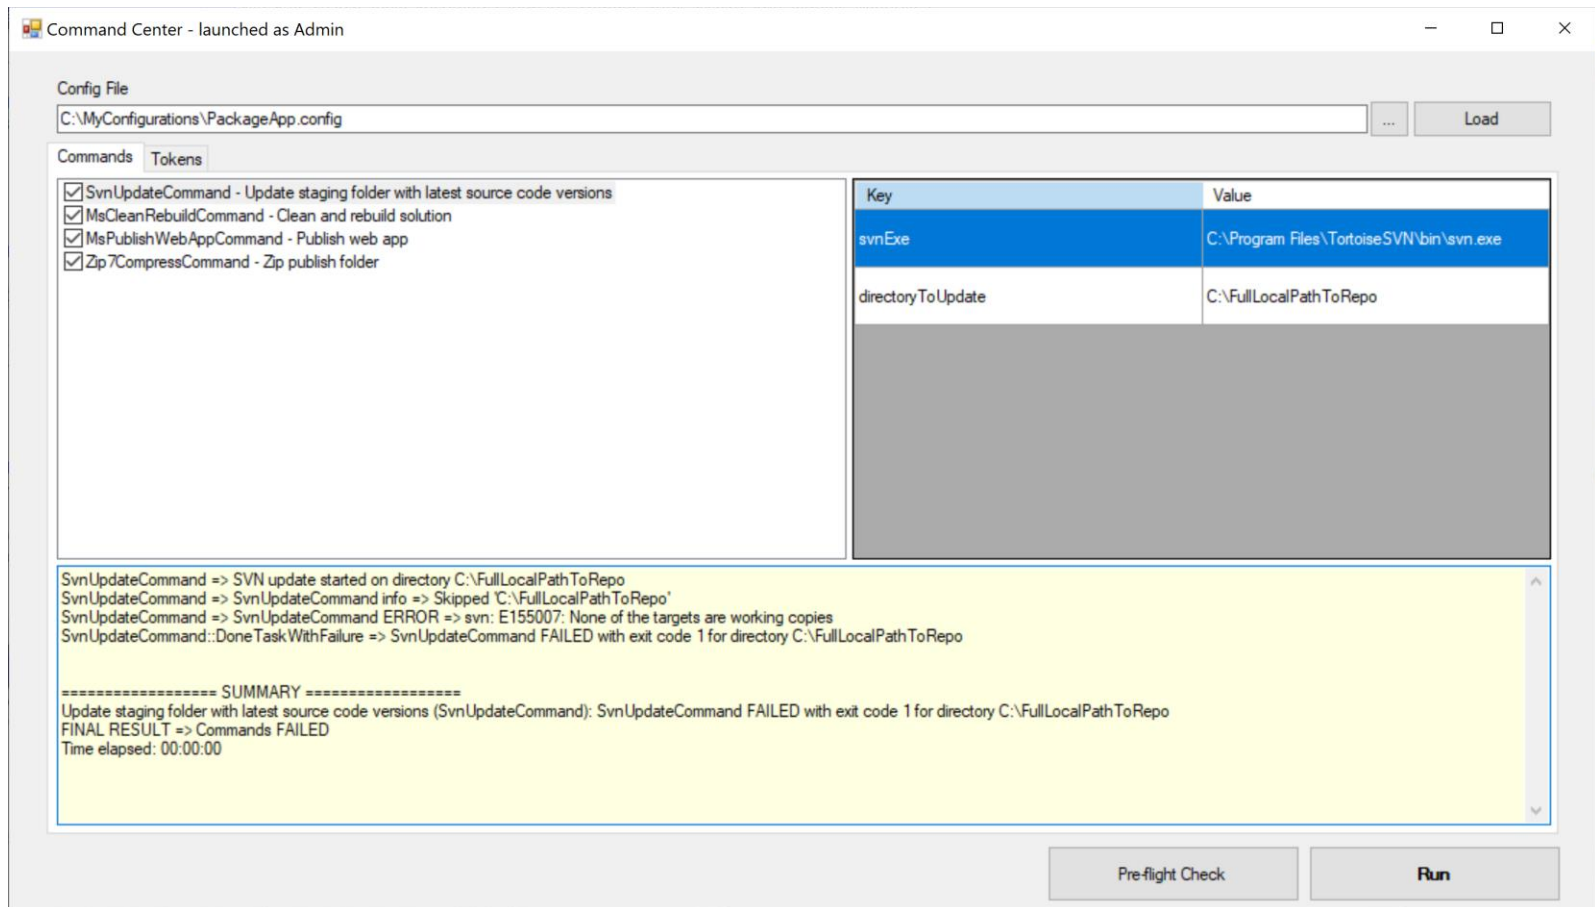 Command Center - launched as Admin
Config File
C:\MyConfigurations\PackageApp.config
...
Load
Commands
Tokens
SvnUpdateCommand - Update staging folder with latest source code versions
MsCleanRebuildCommand - Clean and rebuild solution
MsPublishWebAppCommand - Publish web app
Zip7CompressCommand - Zip publish folder
Key Value
svnExe C:\Program Files\TortoiseSVN\bin\svn.exe
directoryToUpdate C:\FullLocalPathToRepo
SvnUpdateCommand => SVN update started on directory C:\FullLocalPathToRepo
SvnUpdateCommand => SvnUpdateCommand info => Skipped 'C:\FullLocalPathToRepo'
SvnUpdateCommand => SvnUpdateCommand ERROR => svn: E155007: None of the targets are working copies
SvnUpdateCommand::DoneTaskWithFailure => SvnUpdateCommand FAILED with exit code 1 for directory C:\FullLocalPathToRepo
================== SUMMARY ==================
Update staging folder with latest source code versions (SvnUpdateCommand): SvnUpdateCommand FAILED with exit code 1 for directory C:\FullLocalPathToRepo
FINAL RESULT => Commands FAILED
Time elapsed: 00:00:00
Pre-flight Check
Run